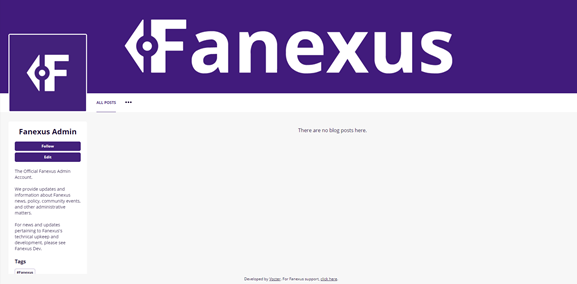 Fanexus
F
ALL POSTS •••
There are no blog posts here.
Fanexus Admin
Follow
Edit
The Official Fanexus Admin
Account.
We provide updates and
information about Fanexus
news, policy, community events,
and other administrative
matters.
For news and updates
pertaining to Fanexus's
technical upkeep and
development, please see
Fanexus Dev.
Tags
#Fanexus
Developed by Vocter. For Fanexus support, click here.